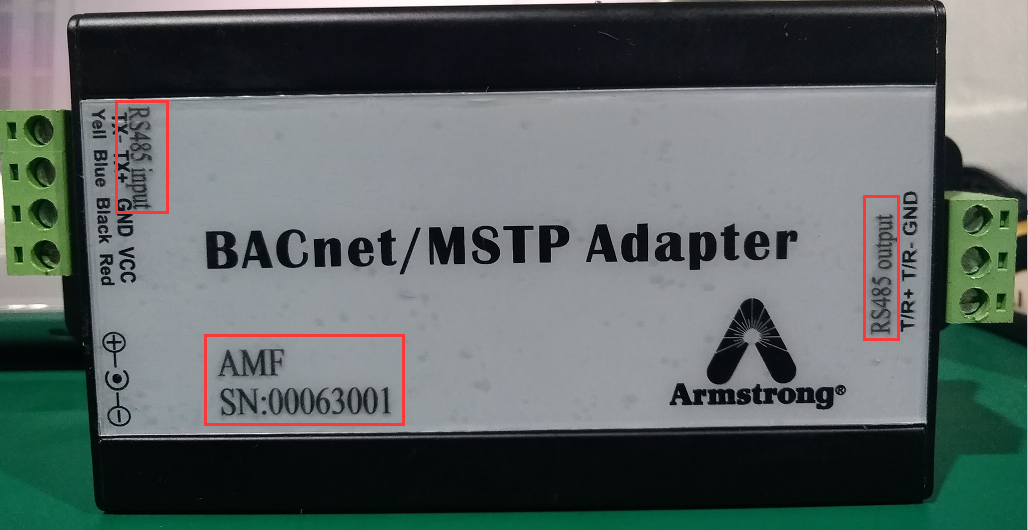 RS485 input
TX- TX+ GND VCC
Yell Blue Black Red
BACnet/MSTP Adapter
RS485 output
T/R+ T/R- GND
AMF
SN:00063001
Armstrong®